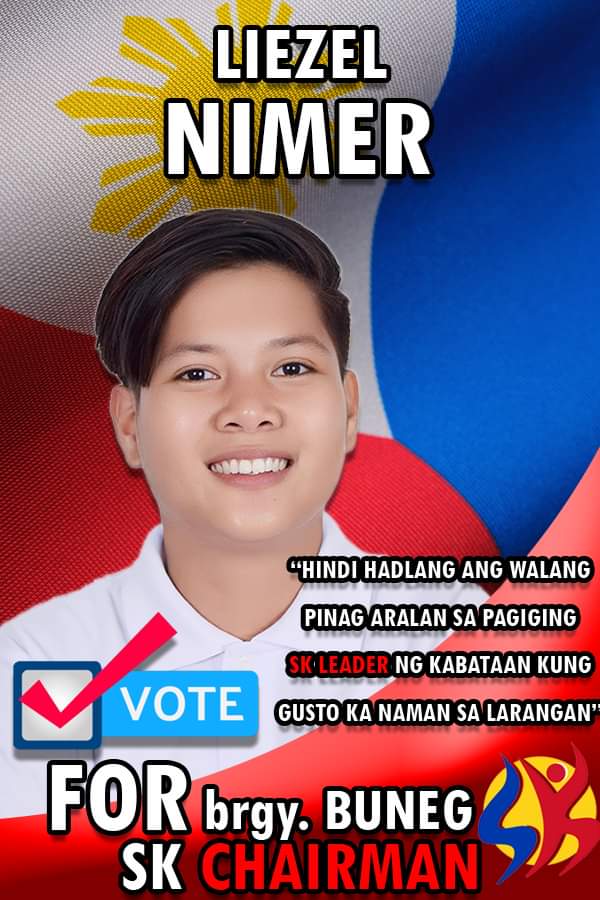 LIEZEL
NIMER
“HINDI HADLANG ANG WALANG
PINAG ARALAN SA PAGIGING
SK LEADER NG KABATAAN KUNG
GUSTO KA NAMAN SA LARANGAN”
VOTE
FOR brgy. BUNEG
SK CHAIRMAN